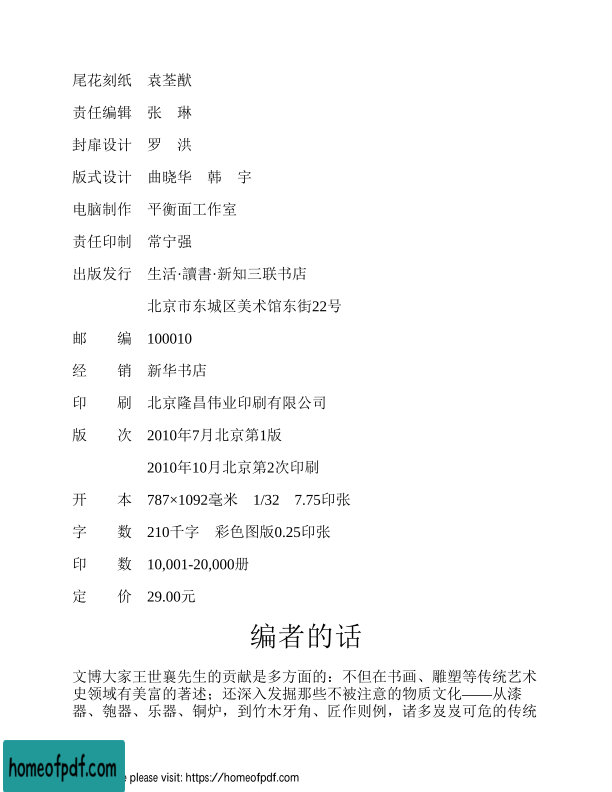 尾花刻纸　袁荃猷
责任编辑　张　琳
封扉设计　罗　洪
版式设计　曲晓华　韩　宇
电脑制作　平衡面工作室
责任印制　常宁强
出版发行　生活·讀書·新知三联书店
北京市东城区美术馆东街22号
邮　　编　100010
经　　销　新华书店
印　　刷　北京隆昌伟业印刷有限公司
版　　次　2010年7月北京第1版
2010年10月北京第2次印刷
开　　本　787×1092毫米　1/32　7.75印张
字　　数　210千字　彩色图版0.25印张
印　　数　10,001-20,000册
定　　价　29.00元
编者的话
文博大家王世襄先生的贡献是多方面的：不但在书画、雕塑等传统艺术
史领域有美富的著述；还深入发掘那些不被注意的物质文化——从漆
器、匏器、乐器、铜炉，到竹木牙角、匠作则例，诸多岌岌可危的传统
homeofpdf.com
e please visit: https://homeofpdf.com